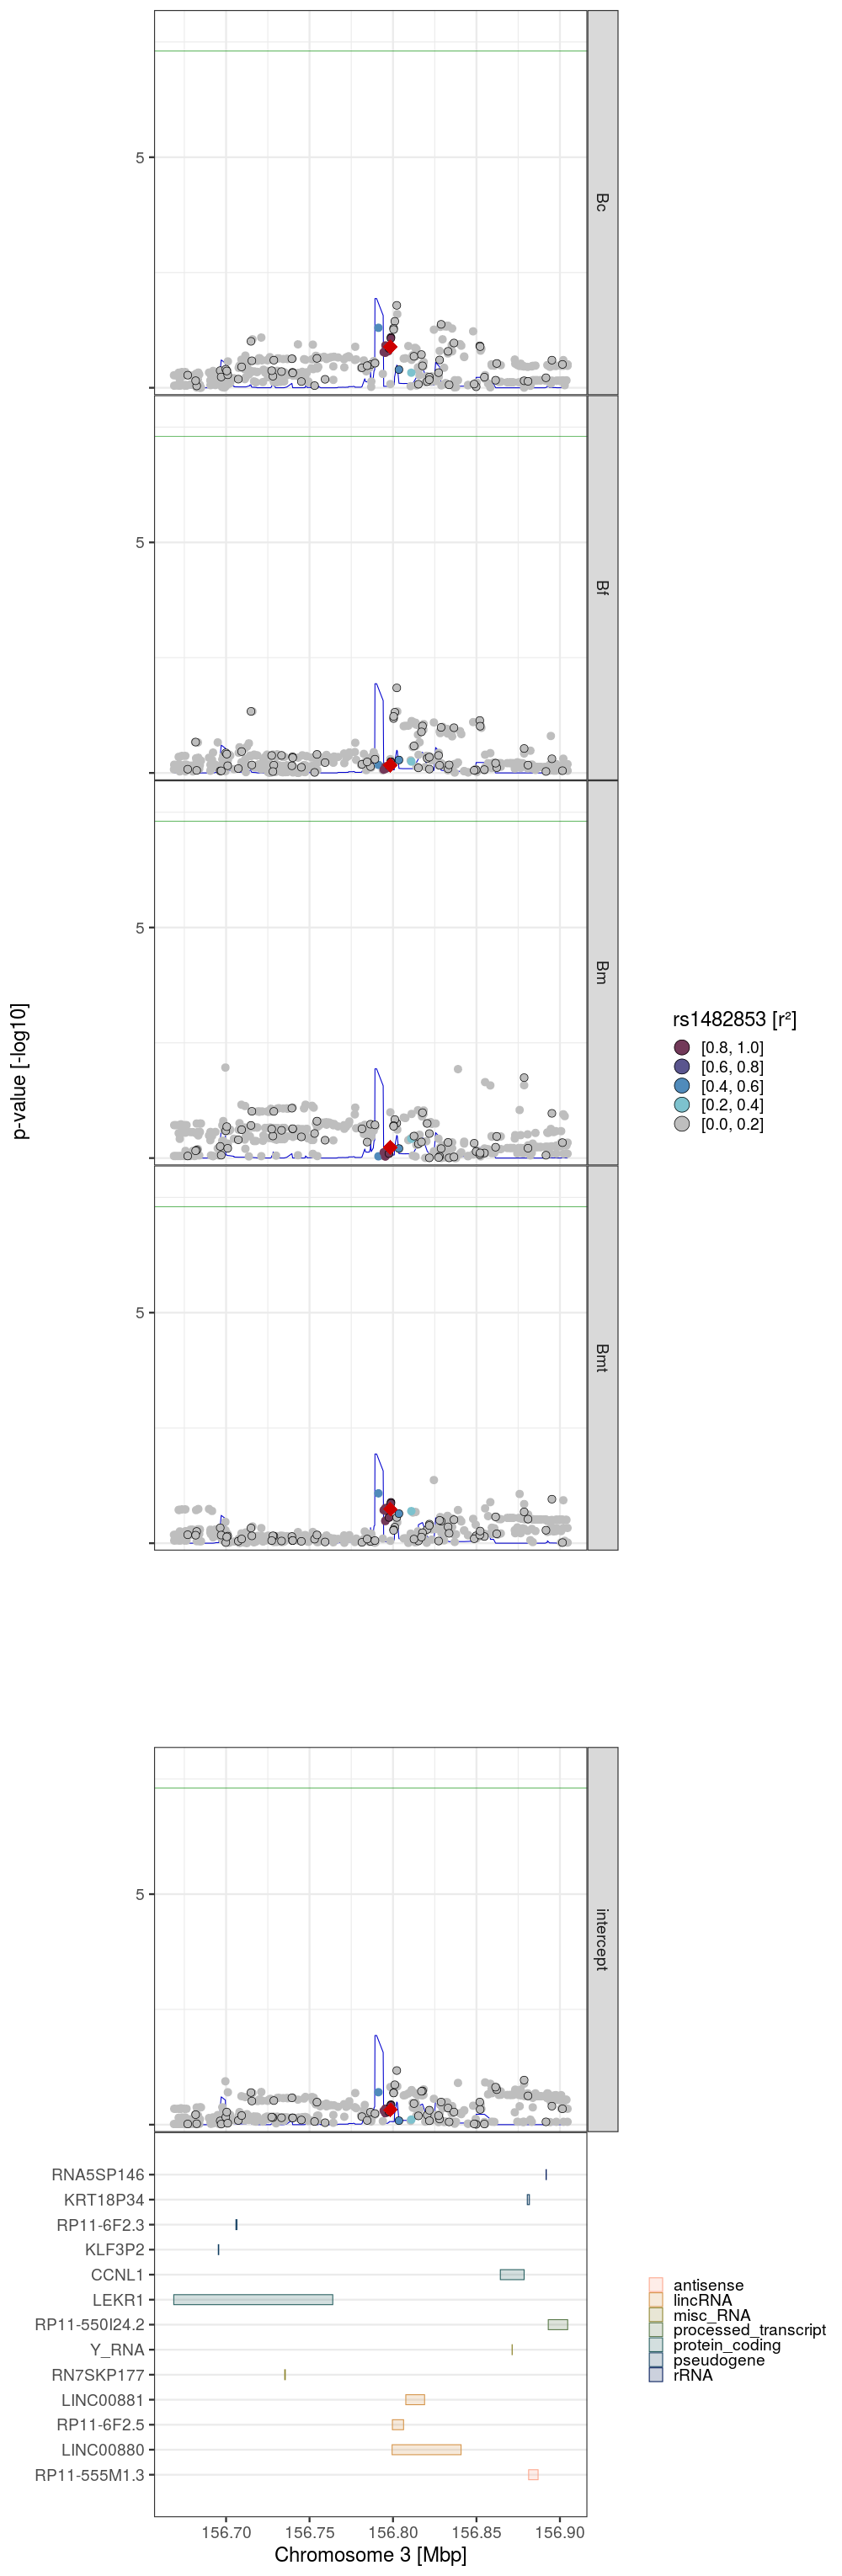 5
Bc
5
Bf
5
Bm
5
Bmt
p-value [-log10]
rs1482853 [r²]
[0.8, 1.0]
[0.6, 0.8]
[0.4, 0.6]
[0.2, 0.4]
[0.0, 0.2]
5
intercept
RNA5SP146
KRT18P34
RP11-6F2.3
KLF3P2
CCNL1
LEKR1
RP11-550I24.2
Y_RNA
RN7SKP177
LINC00881
RP11-6F2.5
LINC00880
RP11-555M1.3
antisense
lincRNA
misc_RNA
processed_transcript
protein_coding
pseudogene
rRNA
156.70 156.75 156.80 156.85 156.90
Chromosome 3 [Mbp]